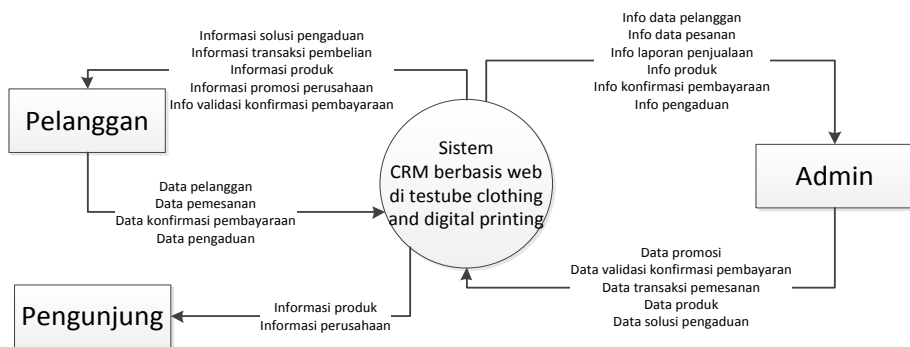 Informasi solusi pengaduan
Informasi transaksi pembelian
Informasi produk
Informasi promosi perusahaan
Info validasi konfirmasi pembayaraan
Info data pelanggan
Info data pesanan
Info laporan penjualaan
Info produk
Info konfirmasi pembayaraan
Info pengaduan
Pelanggan
Sistem
CRM berbasis web
di testube clothing
and digital printing
Admin
Data pelanggan
Data pemesanan
Data konfirmasi pembayaraan
Data pengaduan
Data promosi
Data validasi konfirmasi pembayaran
Data transaksi pemesanan
Data produk
Data solusi pengaduan
Pengunjung
Informasi produk
Informasi perusahaan